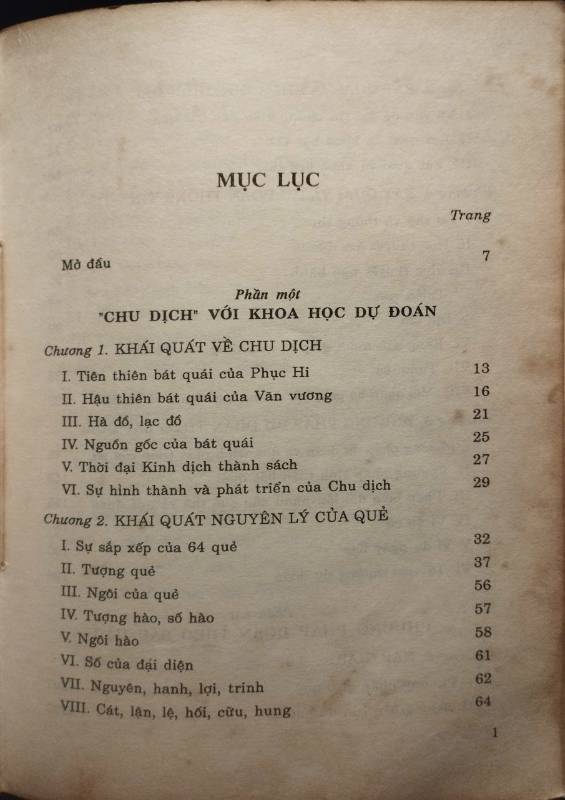 MỤC LỤC
Trang
Mở đầu 7
Phần một
"CHU DỊCH" VỚI KHOA HỌC DỰ ĐOÁN
Chương 1. KHÁI QUÁT VỀ CHU DỊCH
I. Tiên thiên bát quái của Phục Hi 13
II. Hậu thiên bát quái của Văn vương 16
III. Hà đồ, lạc đồ 21
IV. Nguồn gốc của bát quái 25
V. Thời đại Kinh dịch thành sách 27
VI. Sự hình thành và phát triển của Chu dịch 29
Chương 2. KHÁI QUÁT NGUYÊN LÝ CỦA QUẺ
I. Sự sắp xếp của 64 quẻ 32
II. Tượng quẻ 37
III. Ngôi của quẻ 56
IV. Tượng hào, số hào 57
V. Ngôi hào 58
VI. Số của đại diện 61
VII. Nguyên, hanh, lợi, trinh 62
VIII. Cát, lận, lệ, hối, cữu, hung 64
1